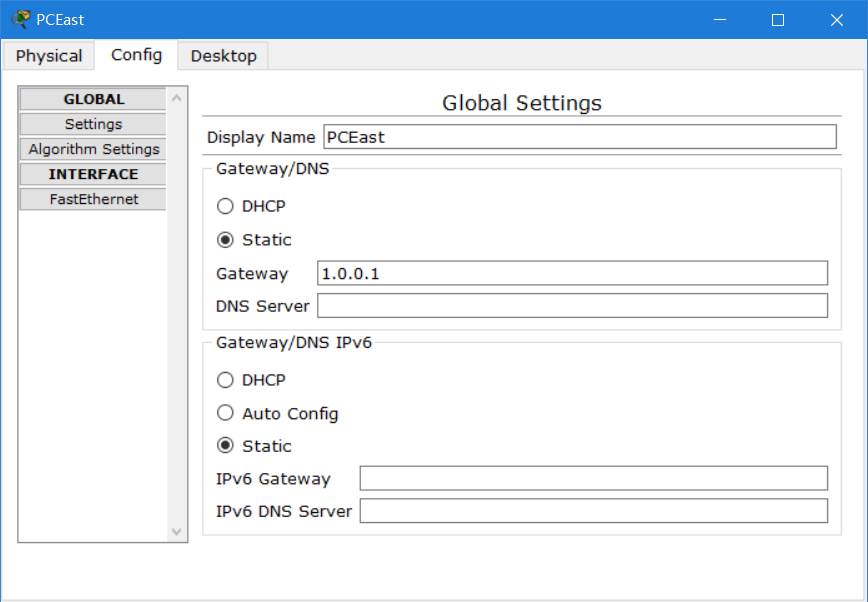 PCEast
Physical Config Desktop
GLOBAL
Settings
Algorithm Settings
INTERFACE
FastEthernet
Global Settings
Display Name PCEast
Gateway/DNS
DHCP
Static
Gateway 1.0.0.1
DNS Server
Gateway/DNS IPv6
DHCP
Auto Config
Static
IPv6 Gateway
IPv6 DNS Server